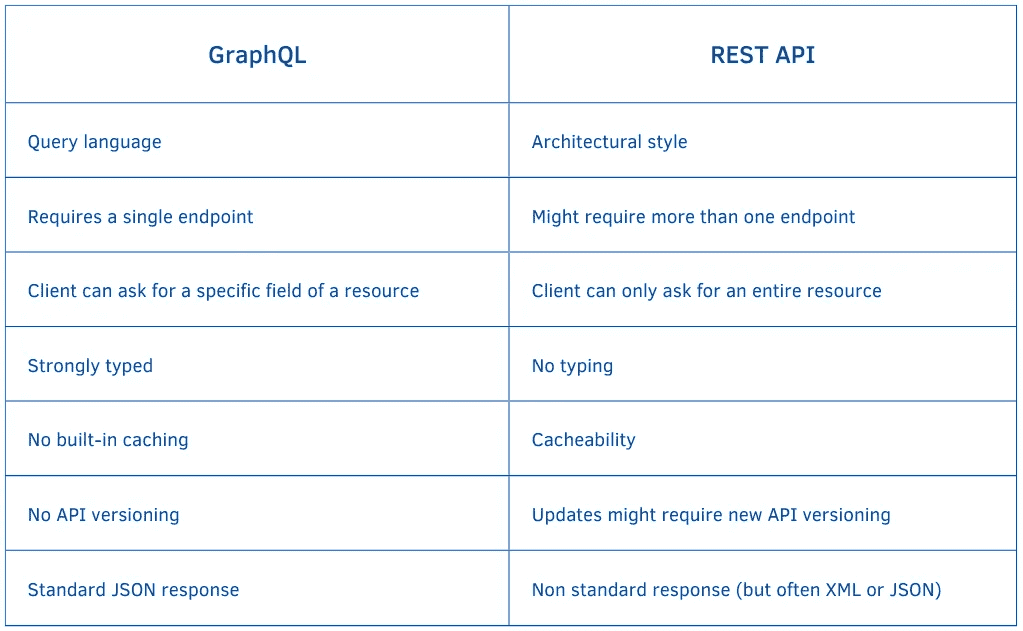 GraphQL
REST API
Query language
Architectural style
Requires a single endpoint
Might require more than one endpoint
Client can ask for a specific field of a resource
Client can only ask for an entire resource
Strongly typed
No typing
No built-in caching
Cacheability
No API versioning
Updates might require new API versioning
Standard JSON response
Non standard response (but often XML or JSON)